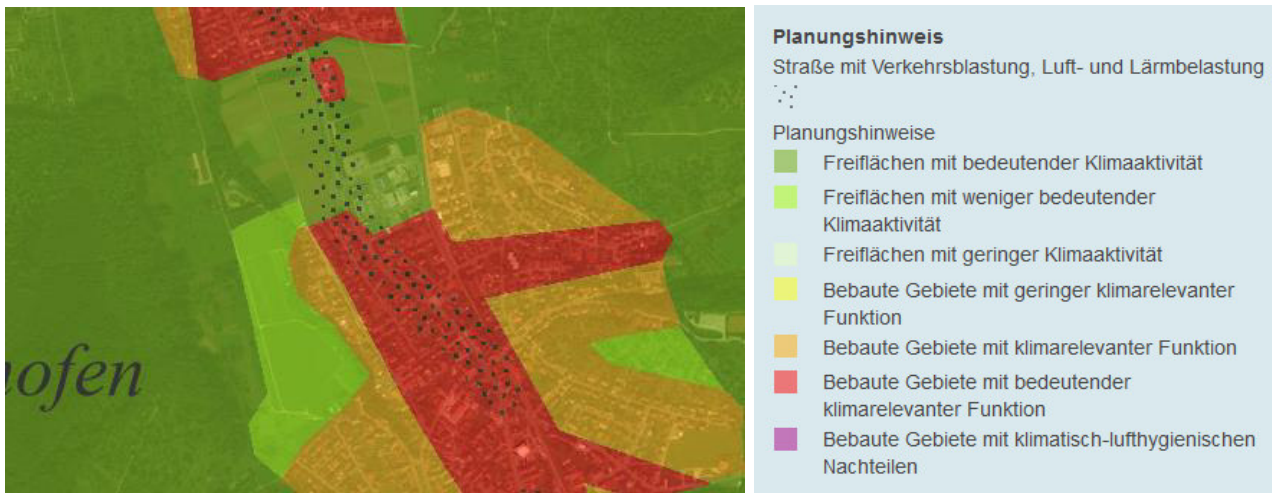 hofen
Planungshinweis
Straße mit Verkehrsblastung, Luft- und Lärmbelastung
Planungshinweise
Freiflächen mit bedeutender Klimaaktivität
Freiflächen mit weniger bedeutender
Klimaaktivität
Freiflächen mit geringer Klimaaktivität
Bebaute Gebiete mit geringer klimarelevanter
Funktion
Bebaute Gebiete mit klimarelevanter Funktion
Bebaute Gebiete mit bedeutender
klimarelevanter Funktion
Bebaute Gebiete mit klimatisch-lufthygienischen
Nachteilen